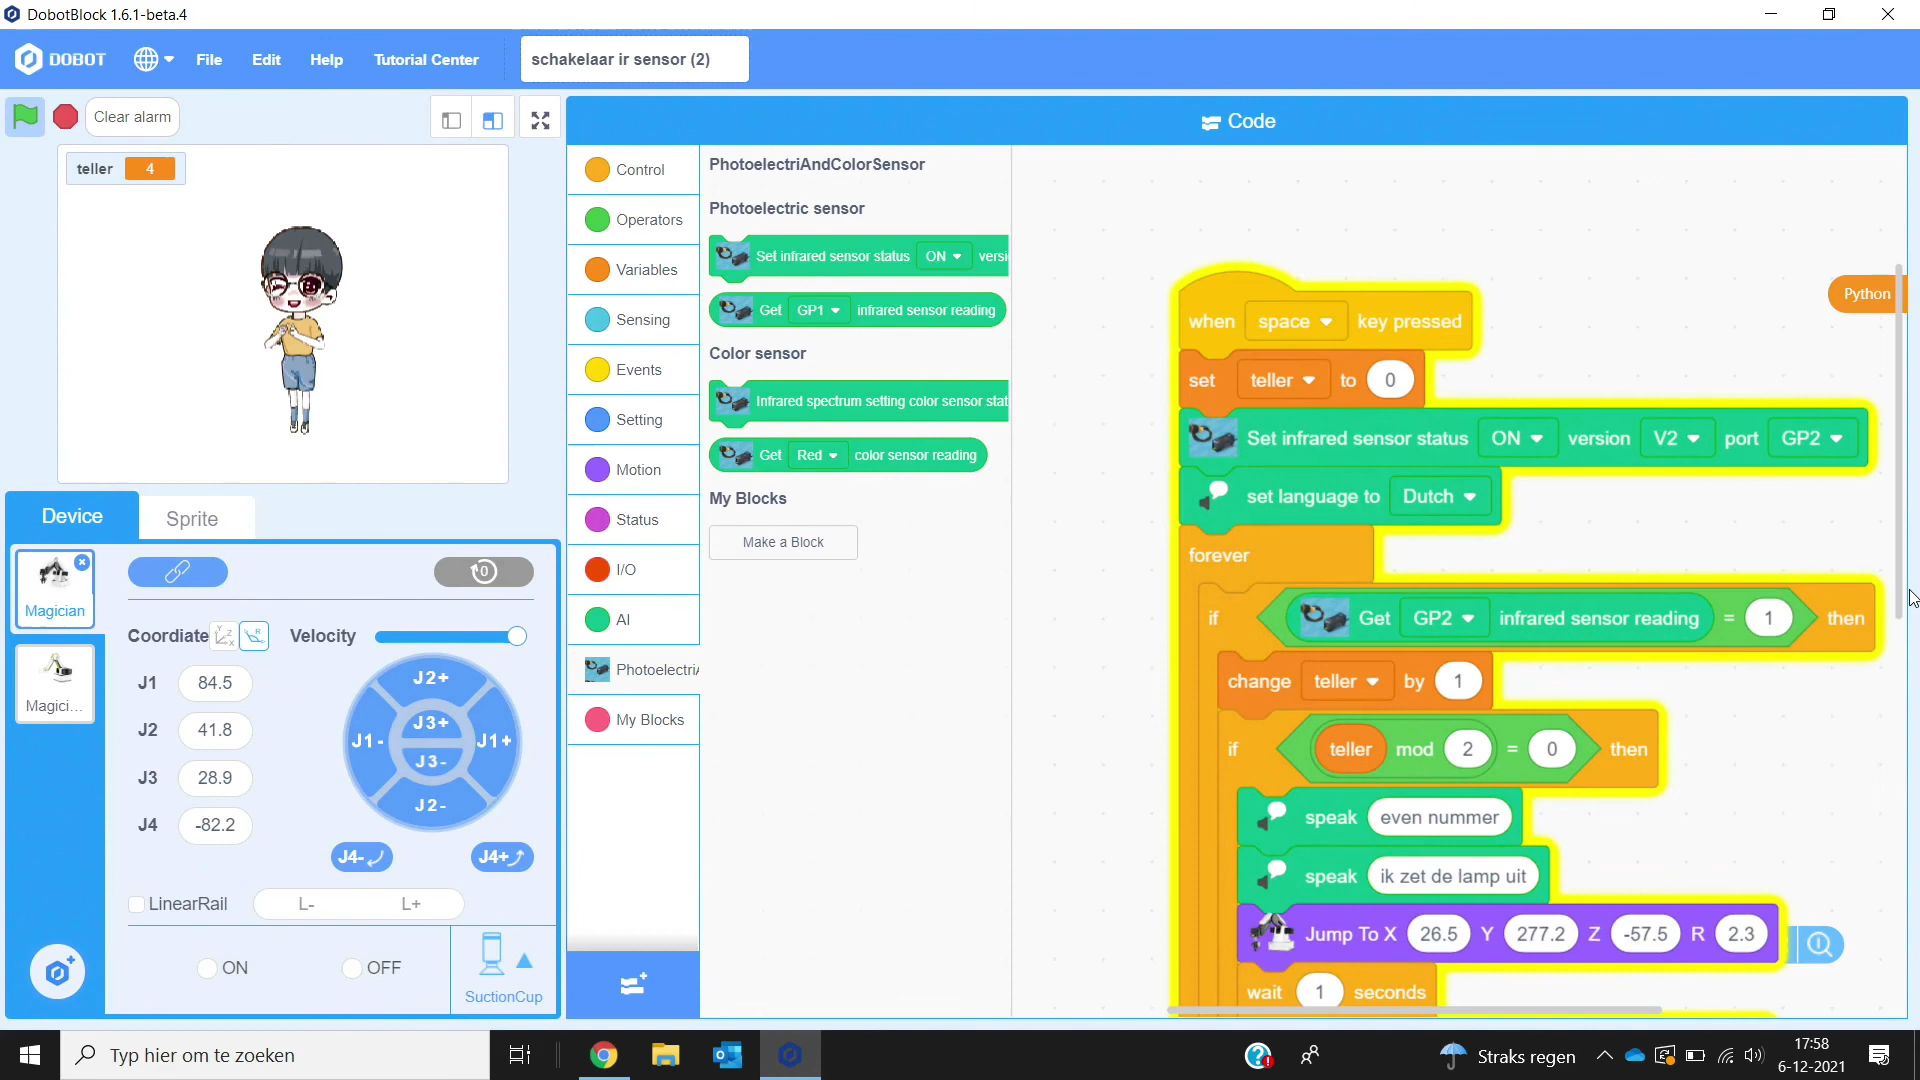 DobotBlock 1.6.1-beta.4
DOBOT
File
Edit
Help
Tutorial Center
schakelaar ir sensor (2)
Clear alarm
Code
teller 4
Control
Operators
Variables
Sensing
Events
Setting
Motion
Status
I/O
AI
PhotoelectriA
My Blocks
PhotoelectriAndColorSensor
Photoelectric sensor
Set infrared sensor status ON versi
Get GP1 infrared sensor reading
Color sensor
Infrared spectrum setting color sensor stat
Get Red color sensor reading
My Blocks
Make a Block
Python
when space key pressed
set teller to 0
Set infrared sensor status ON version V2 port GP2
set language to Dutch
forever
if Get GP2 infrared sensor reading = 1 then
change teller by 1
if teller mod 2 = 0 then
speak even nummer
speak ik zet de lamp uit
Jump To X 26.5 Y 277.2 Z -57.5 R 2.3
wait 1 seconds
Device
Sprite
Magician
Magici...
Coordiate
Velocity
J1 84.5
J2 41.8
J3 28.9
J4 -82.2
J2+
J3+
J1-
J1+
J3-
J2-
J4-
J4+
LinearRail
L-
L+
ON
OFF
SuctionCup
Typ hier om te zoeken
Straks regen
17:58
6-12-2021